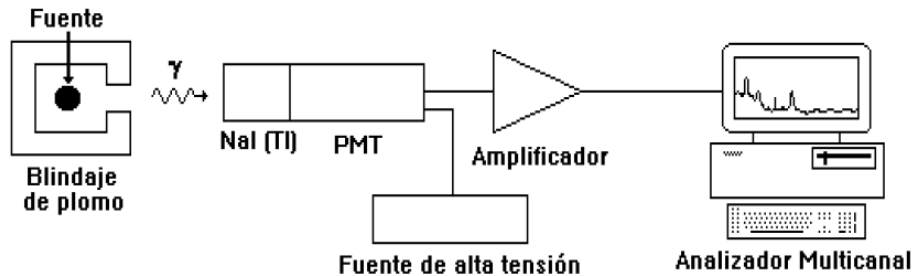 Fuente
γ
NaI (Tl)
PMT
Amplificador
Blindaje
de plomo
Fuente de alta tensión
Analizador Multicanal